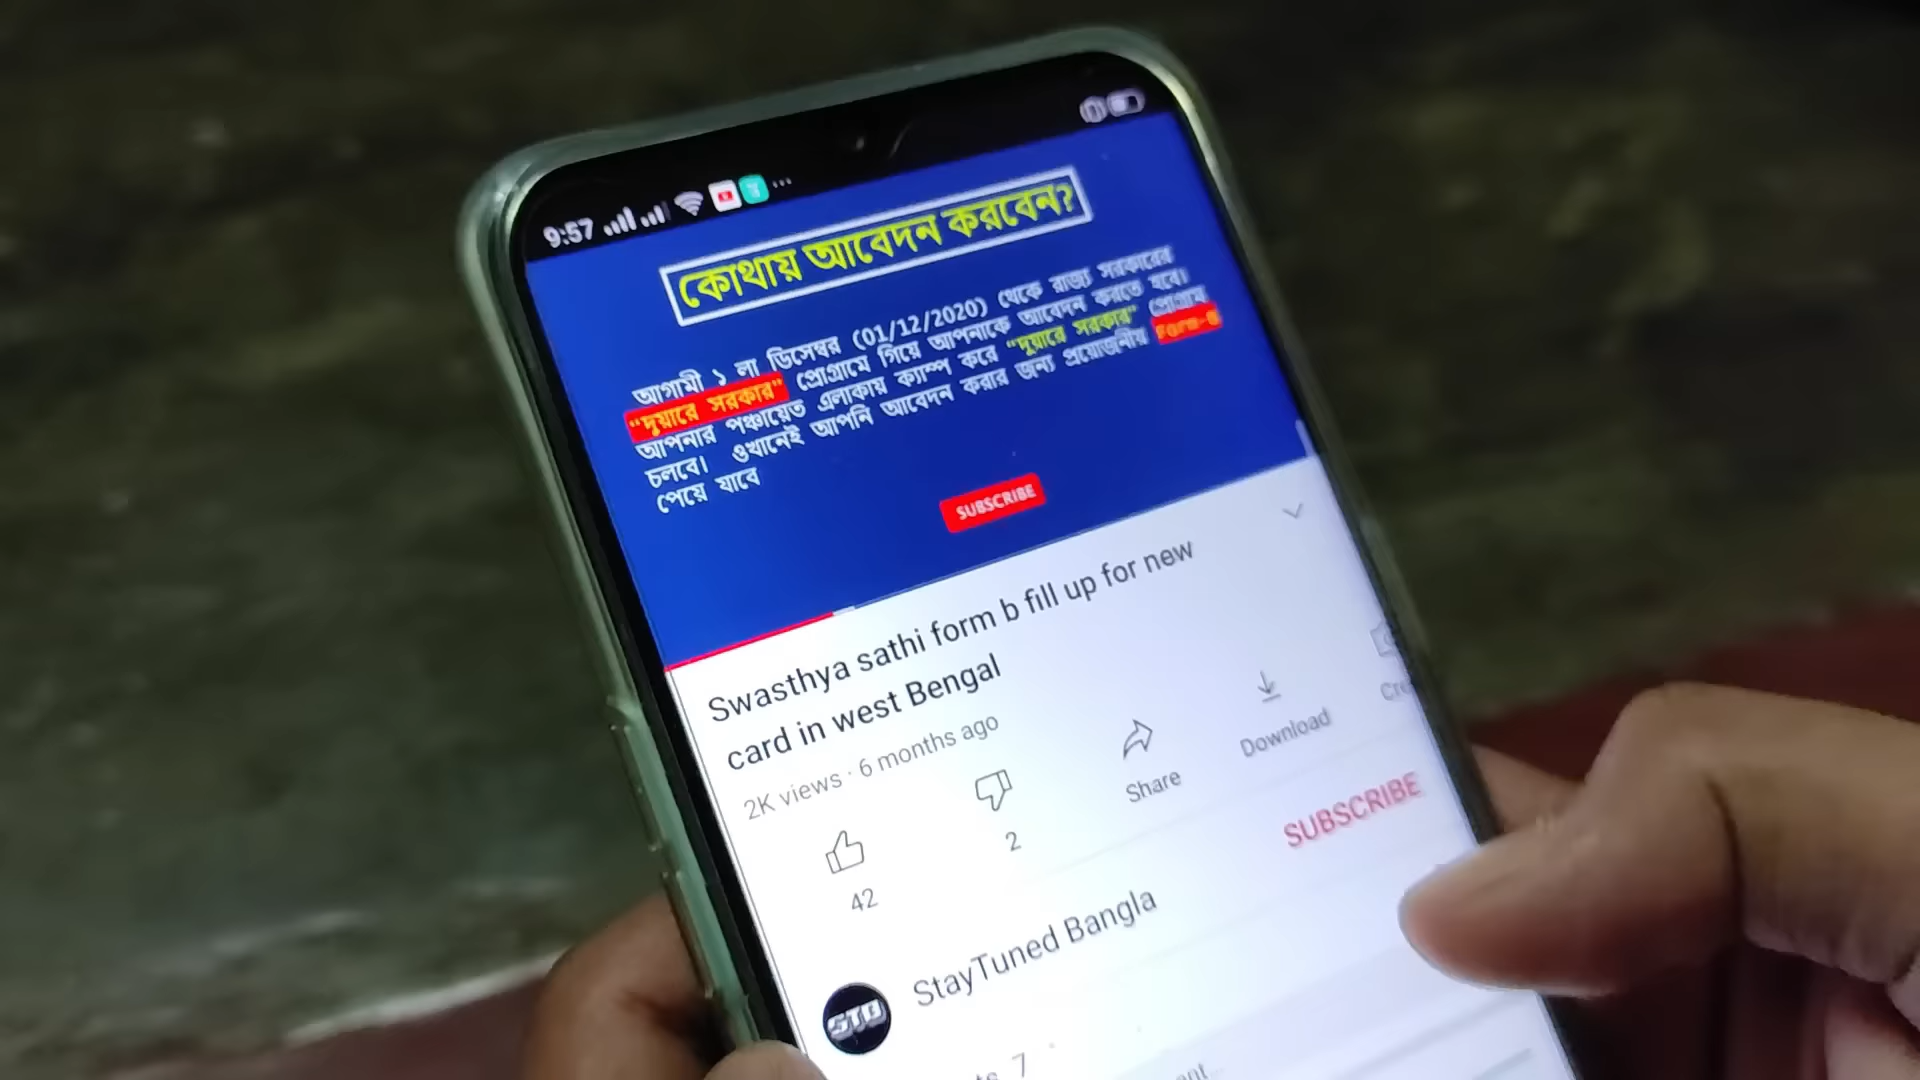 9:57
কোথায় আবেদন করবেন?
আগামী ১ লা ডিসেম্বর (01/12/2020) থেকে রাজ্য সরকারের
"দুয়ারে সরকার" প্রোগ্রামে গিয়ে আপনাকে আবেদন করতে হবে।
আপনার পঞ্চায়েত এলাকায় ক্যাম্প করে "দুয়ারে সরকার" প্রোগ্রাম
চলবে। ওখানেই আপনি আবেদন করার জন্য প্রয়োজনীয় Form-B
পেয়ে যাবে
SUBSCRIBE
Swasthya sathi form b fill up for new
card in west Bengal
2K views · 6 months ago
42
2
Share
Download
StayTuned Bangla
SUBSCRIBE
STB
7